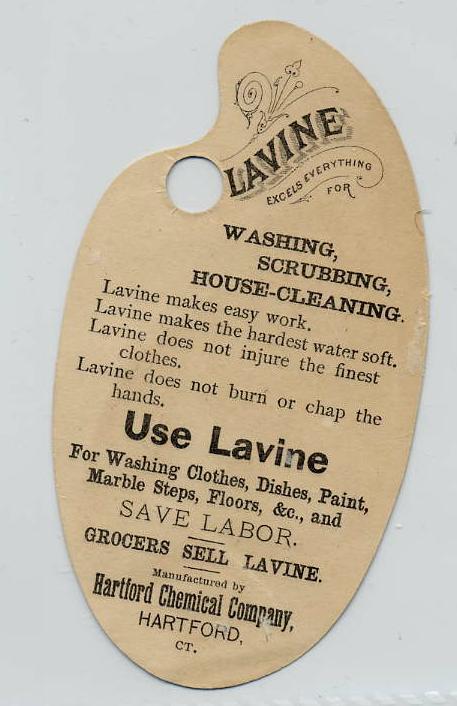 LAVINE
EXCELS EVERYTHING
FOR
WASHING,
SCRUBBING,
HOUSE-CLEANING.
Lavine makes easy work.
Lavine makes the hardest water soft.
Lavine does not injure the finest
clothes.
Lavine does not burn or chap the
hands.
Use Lavine
For Washing Clothes, Dishes, Paint,
Marble Steps, Floors, &c., and
SAVE LABOR.
GROCERS SELL LAVINE.
Manufactured by
Hartford Chemical Company,
HARTFORD,
CT.